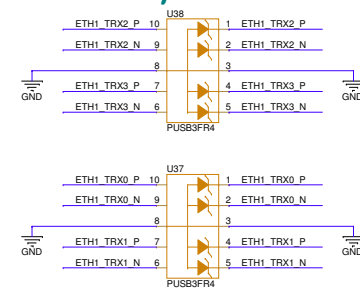 U38
ETH1_TRX2_P 10 1 ETH1_TRX2_P
ETH1_TRX2_N 9 2 ETH1_TRX2_N
8 3
GND GND
ETH1_TRX3_P 7 4 ETH1_TRX3_P
ETH1_TRX3_N 6 5 ETH1_TRX3_N
PUSB3FR4
U37
ETH1_TRX0_P 10 1 ETH1_TRX0_P
ETH1_TRX0_N 9 2 ETH1_TRX0_N
8 3
GND GND
ETH1_TRX1_P 7 4 ETH1_TRX1_P
ETH1_TRX1_N 6 5 ETH1_TRX1_N
PUSB3FR4